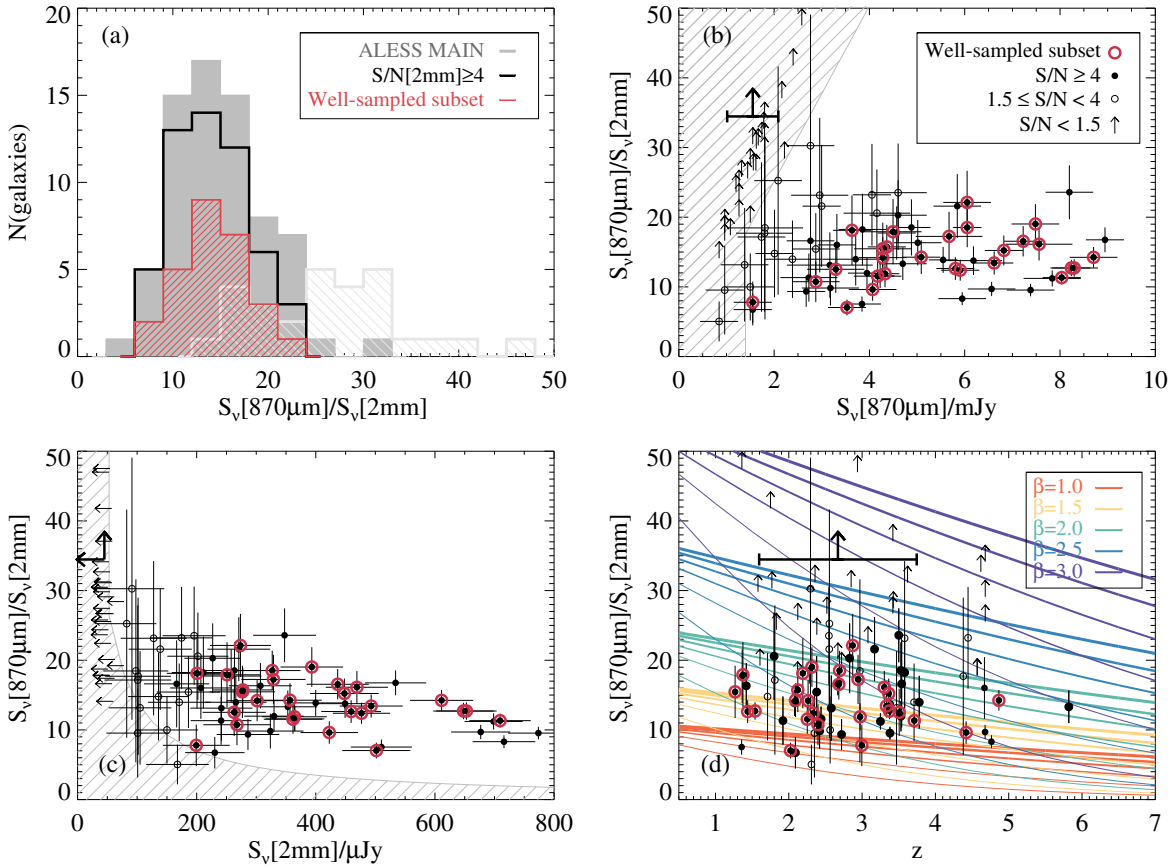 (a)
ALESS MAIN
S/N[2mm]≥4
Well-sampled subset
N(galaxies)
20
15
10
5
0
10 20 30 40 50
Sν[870μm]/Sν[2mm]
(b)
Well-sampled subset
S/N ≥ 4
1.5 ≤ S/N < 4
S/N < 1.5
Sν[870μm]/Sν[2mm]
50
40
30
20
10
0
0 2 4 6 8 10
Sν[870μm]/mJy
(c)
Sν[870μm]/Sν[2mm]
50
40
30
20
10
0
200 400 600 800
Sν[2mm]/μJy
(d)
β=1.0
β=1.5
β=2.0
β=2.5
β=3.0
Sν[870μm]/Sν[2mm]
50
40
30
20
10
0
1 2 3 4 5 6 7
z